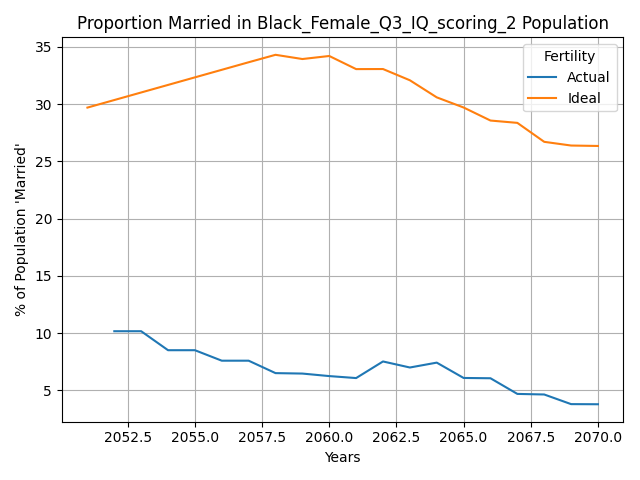 Proportion Married in Black_Female_Q3_IQ_scoring_2 Population
Fertility
Actual
Ideal
% of Population 'Married'
35
30
25
20
15
10
5
2052.5 2055.0 2057.5 2060.0 2062.5 2065.0 2067.5 2070.0
Years